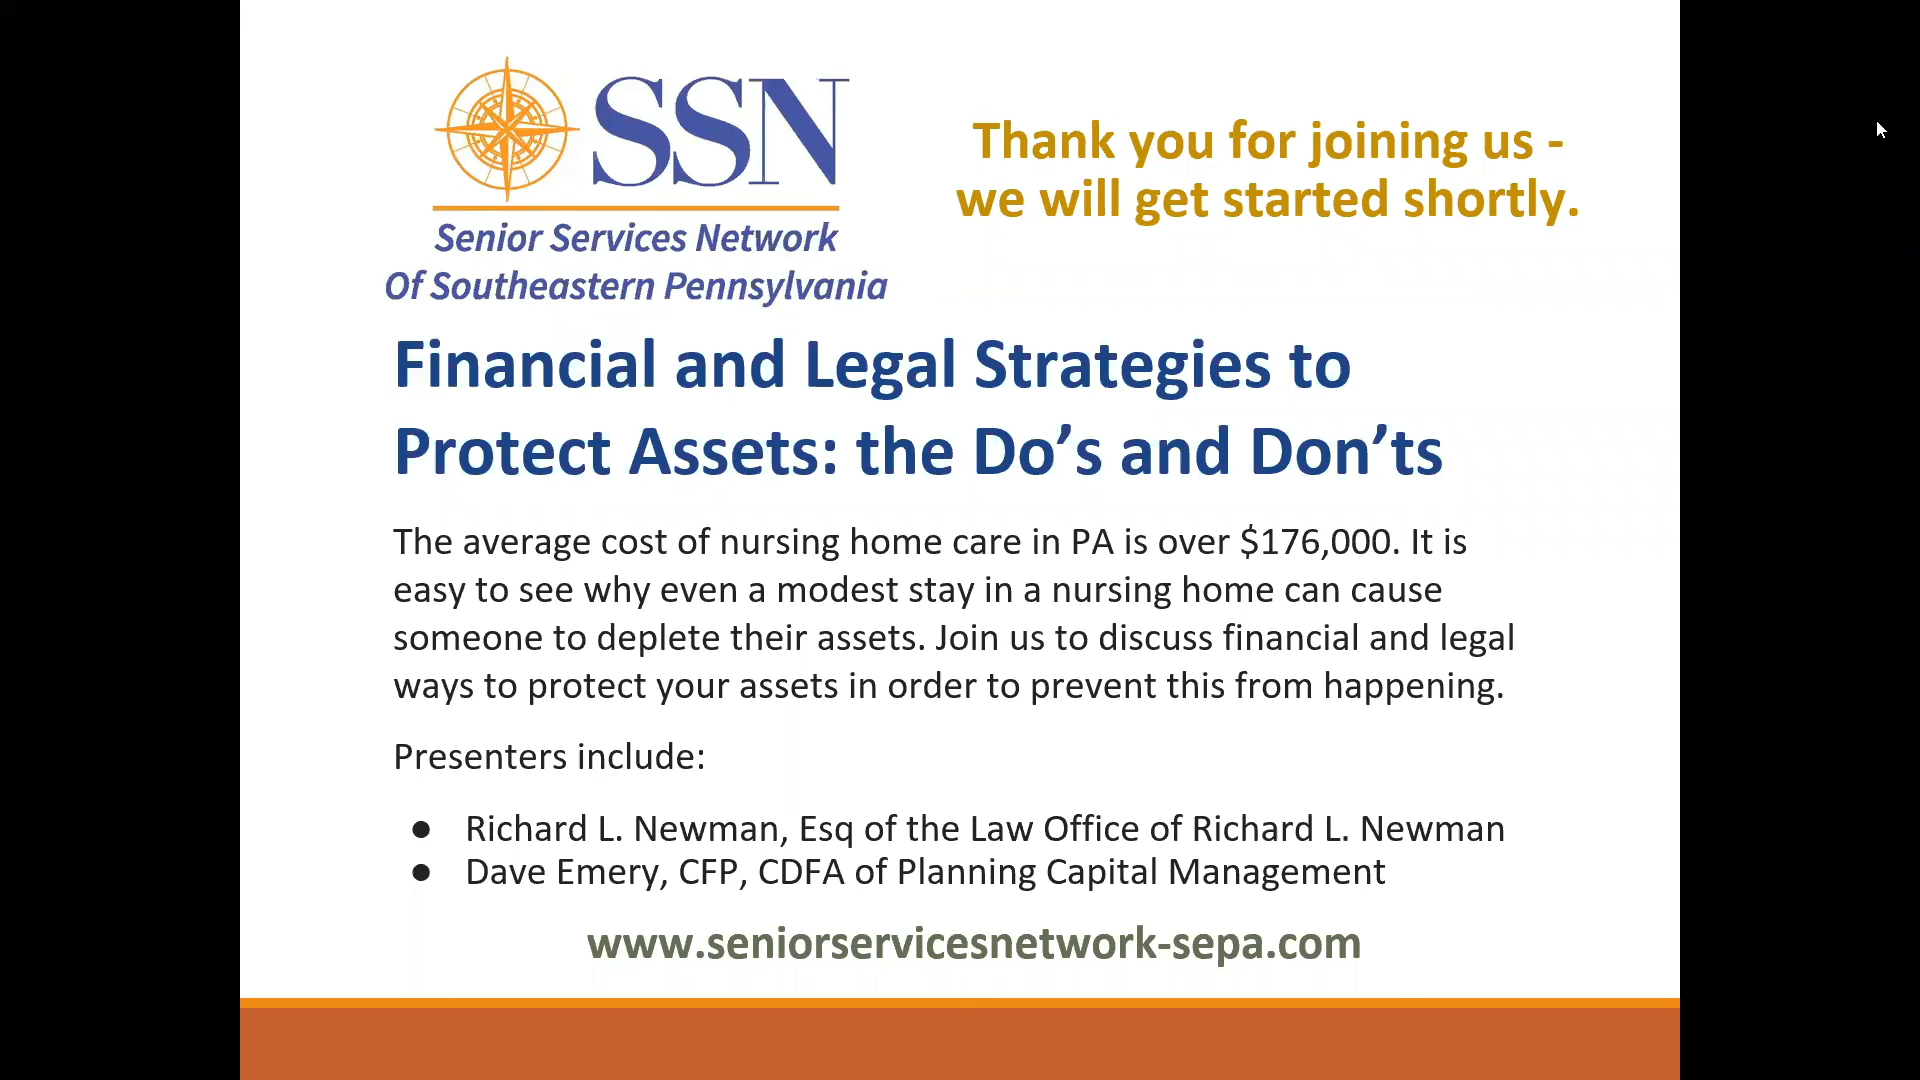 SSN
Senior Services Network
Of Southeastern Pennsylvania
Thank you for joining us -
we will get started shortly.
Financial and Legal Strategies to
Protect Assets: the Do’s and Don’ts
The average cost of nursing home care in PA is over $176,000. It is
easy to see why even a modest stay in a nursing home can cause
someone to deplete their assets. Join us to discuss financial and legal
ways to protect your assets in order to prevent this from happening.
Presenters include:
● Richard L. Newman, Esq of the Law Office of Richard L. Newman
● Dave Emery, CFP, CDFA of Planning Capital Management
www.seniorservicesnetwork-sepa.com